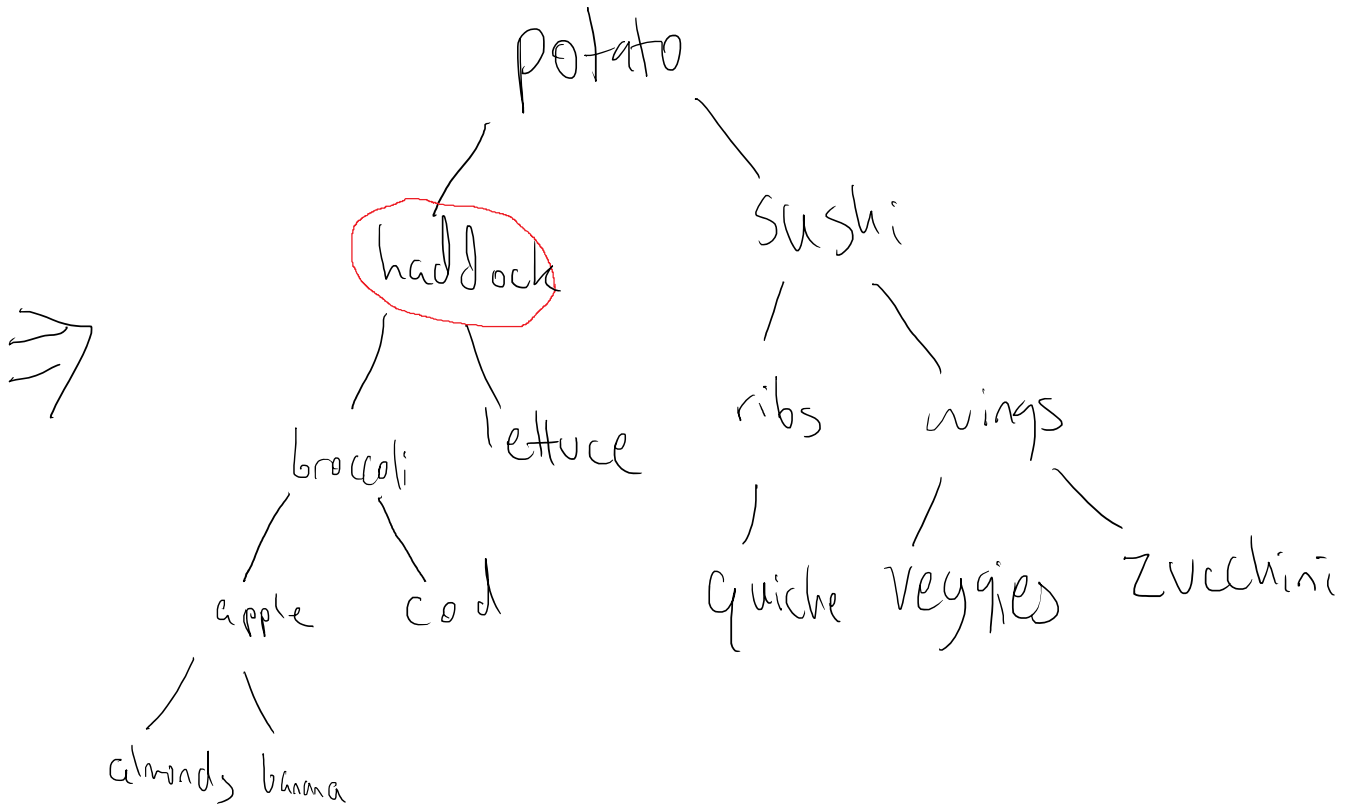 potato
haddock sushi
broccoli lettuce ribs wings
apple cod quiche veggies zucchini
almonds banana